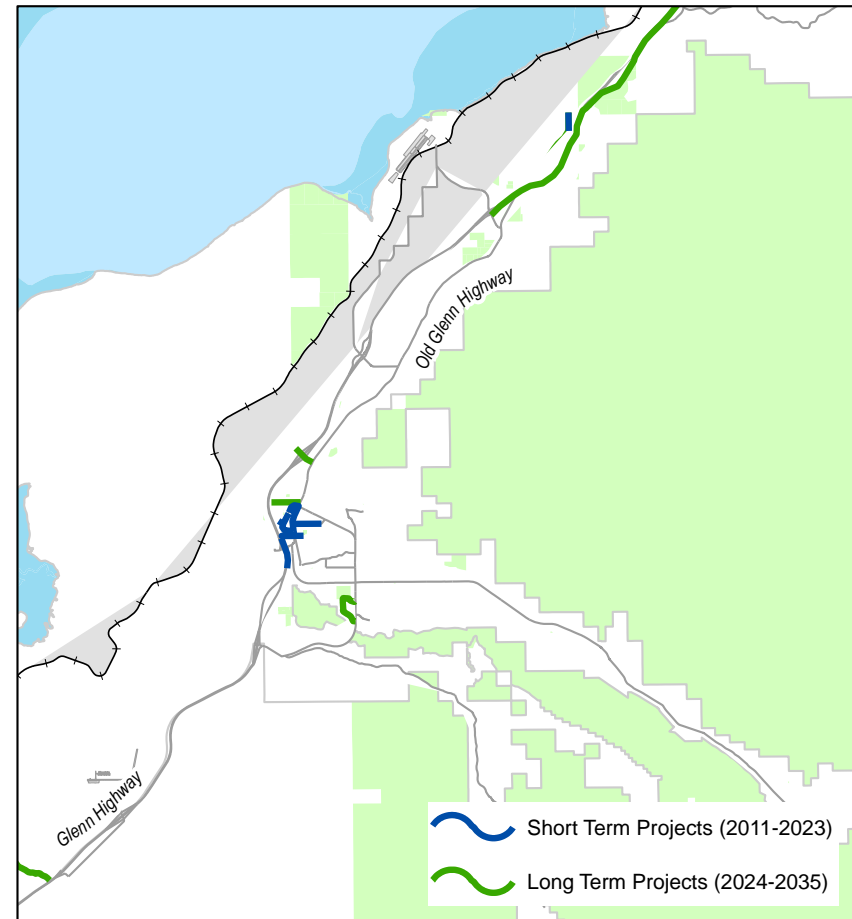 Old Glenn Highway
Glenn Highway
Short Term Projects (2011-2023)
Long Term Projects (2024-2035)